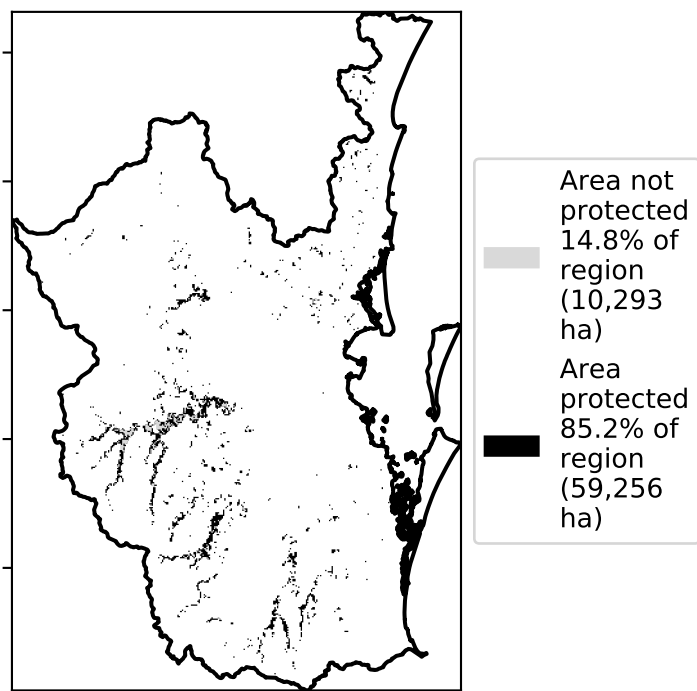 Area not
protected
14.8% of
region
(10,293
ha)
Area
protected
85.2% of
region
(59,256
ha)